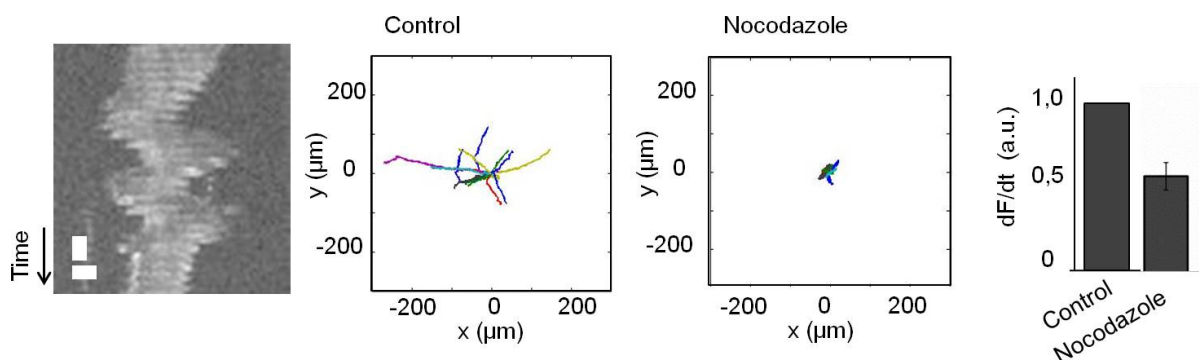 Time
Control
200
0
-200
y (µm)
-200 0 200
x (µm)
Nocodazole
200
0
-200
y (µm)
-200 0 200
x (µm)
1,0
0,5
0
dF/dt (a.u.)
Control
Nocodazole